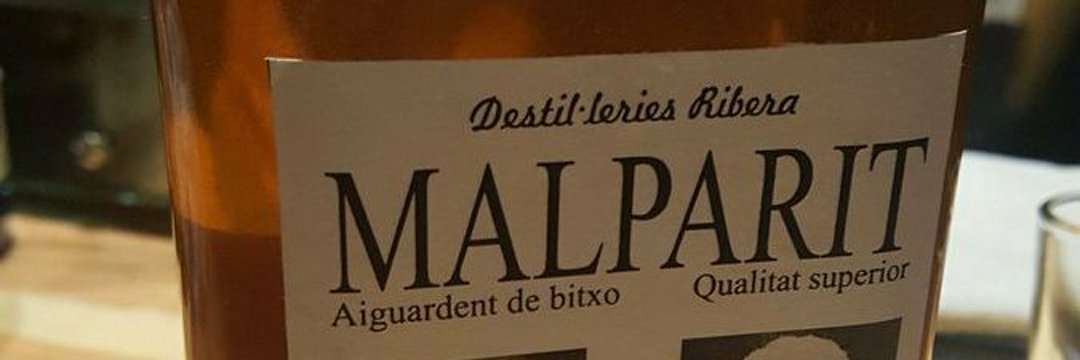 Destil·leries Ribera
MALPARIT
Aiguardent de bitxo Qualitat superior